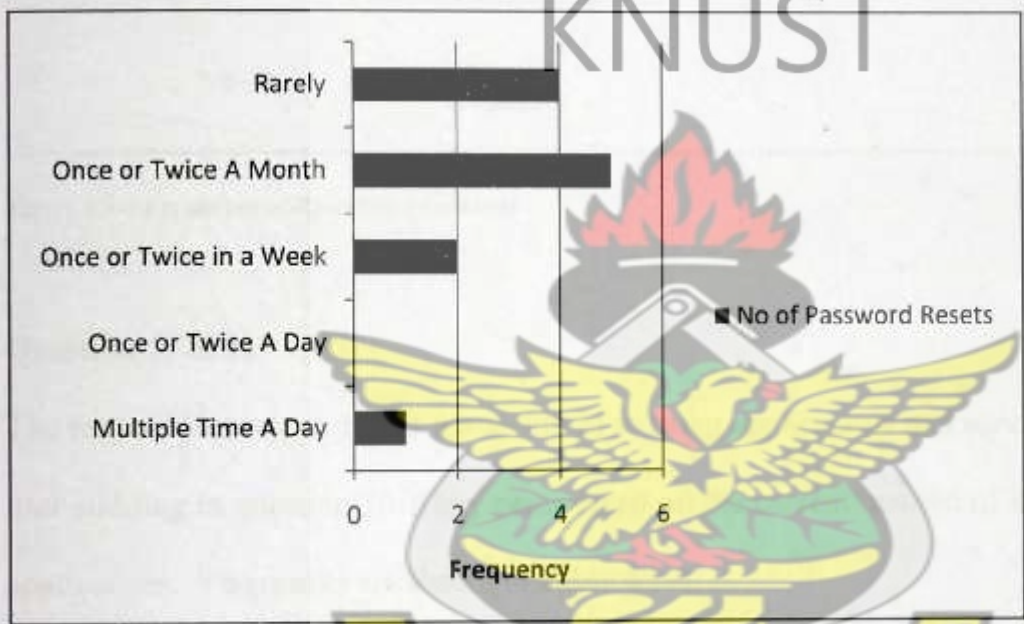 KNUST
Rarely
Once or Twice A Month
Once or Twice in a Week
Once or Twice A Day
Multiple Time A Day
No of Password Resets
0 2 4 6
Frequency